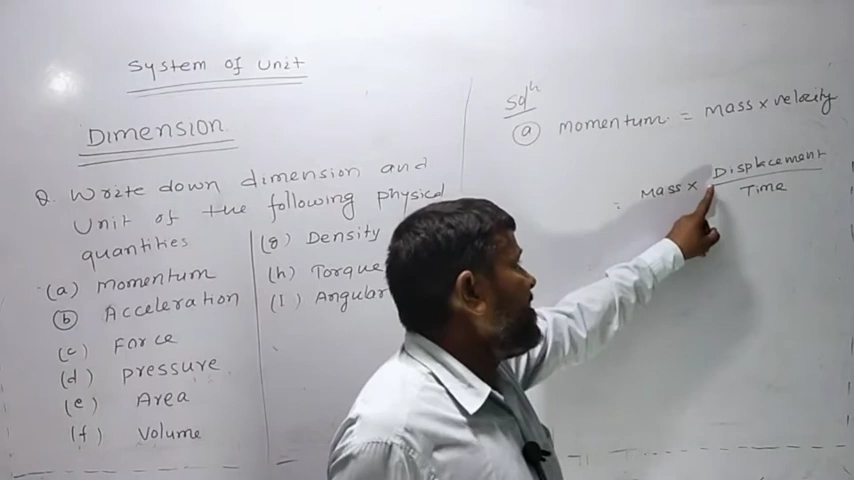 System of unit
Dimension
Q. Write down dimension and
Unit of the following physical
quantities
(a) Momentum
(b) Acceleration
(c) Force
(d) pressure
(e) Area
(f) Volume
(g) Density
(h) Torque
(I) Angular
Solⁿ
(a) Momentum = Mass × velocity
= Mass × Displacement
Time